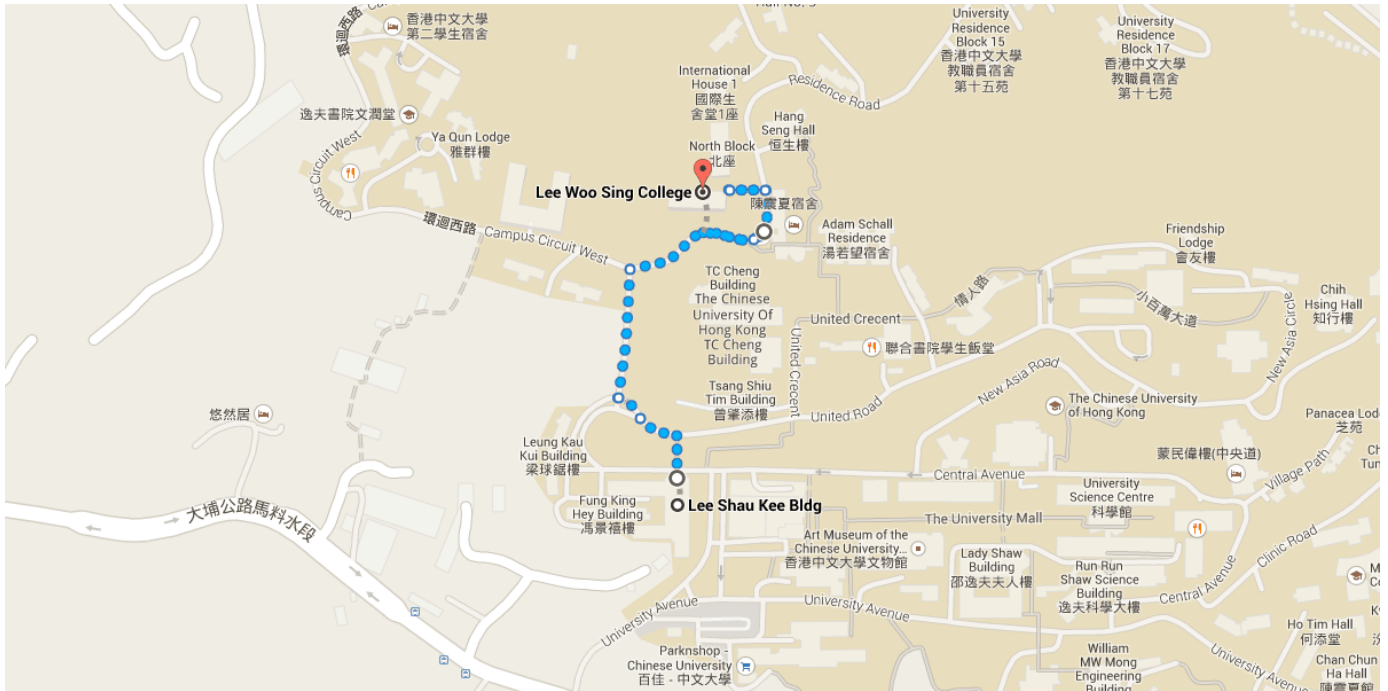 香港中文大學
第二學生宿舍
環迴西路
逸夫書院文瀾堂
Ya Qun Lodge
雅群樓
Campus Circuit West
環迴西路 Campus Circuit West
International
House 1
國際生
舍堂1座
North Block
北座
Lee Woo Sing College
陳震夏宿舍
Hang
Seng Hall
恒生樓
Residence Road
University
Residence
Block 15
香港中文大學
教職員宿舍
第十五苑
University
Residence
Block 17
香港中文大學
教職員宿舍
第十七苑
Adam Schall
Residence
湯若望宿舍
Friendship
Lodge
會友樓
Chih
Hsing Hall
知行樓
情人路
小百萬大道
New Asia Circle
TC Cheng
Building
The Chinese
University Of
Hong Kong
TC Cheng
Building
United Crecent
United Crecent
聯合書院學生飯堂
Tsang Shiu
Tim Building
曾肇添樓
United Road
New Asia Road
The Chinese University
of Hong Kong
Panacea
芝苑
悠然居
Leung Kau
Kui Building
梁球鋸樓
Central Avenue
蒙民偉樓(中央道)
Village Path
Fung King
Hey Building
馮景禧樓
Lee Shau Kee Bldg
University
Science Centre
科學館
The University Mall
大埔公路馬料水段
Art Museum of the
Chinese University...
香港中文大學文物館
Lady Shaw
Building
邵逸夫夫人樓
Run Run
Shaw Science
Building
逸夫科學大樓
Central Avenue
Clinic Road
University Avenue
University Avenue
University Avenue
Ho Tim Hall
何添堂
Parknshop -
Chinese University
百佳 - 中文大學
William
MW Mong
Engineering
Building
Chan Chun
Ha Hall
陳震夏館